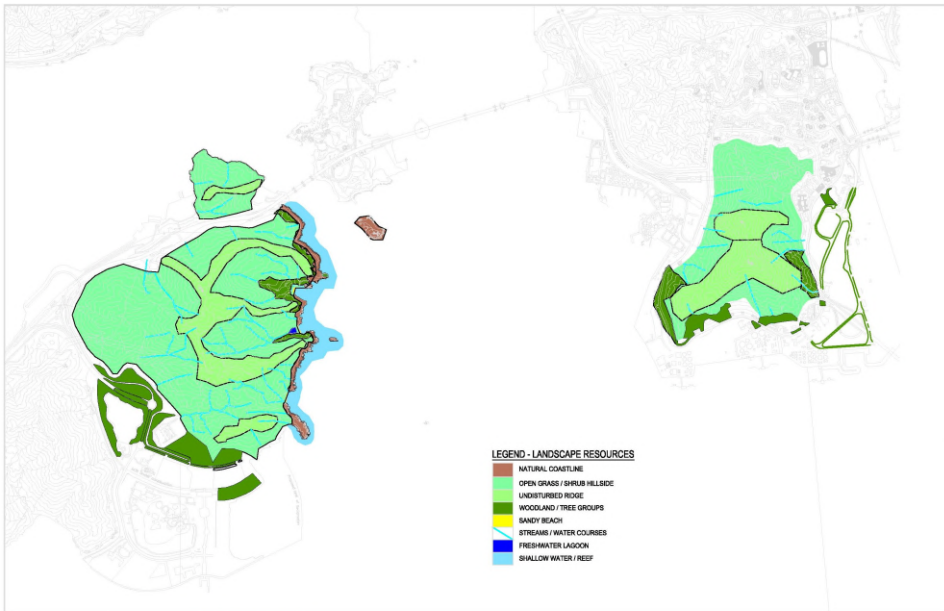 LEGEND - LANDSCAPE RESOURCES
NATURAL COASTLINE
OPEN GRASS / SHRUB HILLSIDE
UNDISTURBED RIDGE
WOODLAND / TREE GROUPS
SANDY BEACH
STREAMS / WATER COURSES
FRESHWATER LAGOON
SHALLOW WATER / REEF